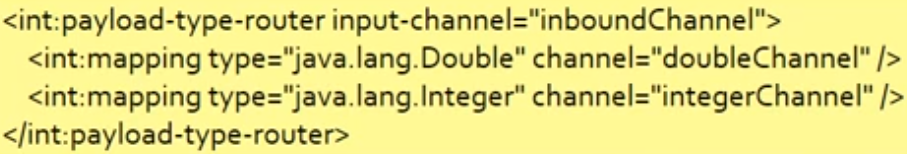 <int:payload-type-router input-channel="inboundChannel">
<int:mapping type="java.lang.Double" channel="doubleChannel" />
<int:mapping type="java.lang.Integer" channel="integerChannel" />
</int:payload-type-router>